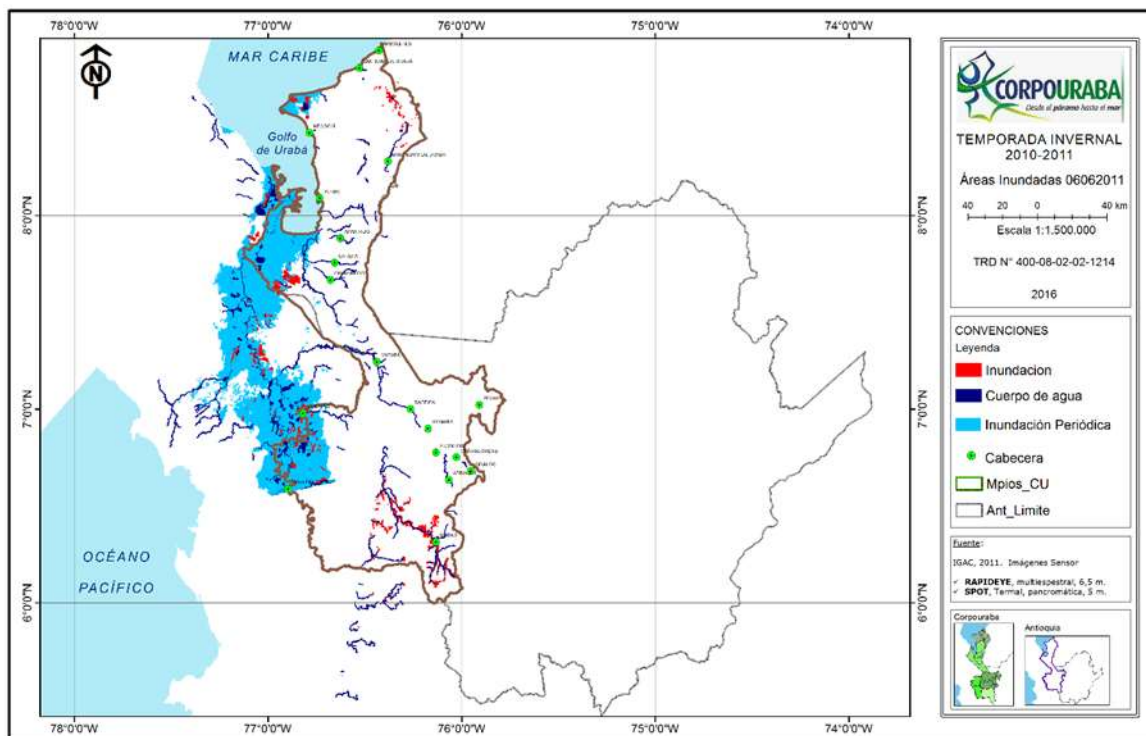 78°0'0"W 77°0'0"W 76°0'0"W 75°0'0"W 74°0'0"W
N
MAR CARIBE
Golfo
de Urabá
OCÉANO
PACÍFICO
8°0'0"N 8°0'0"N
7°0'0"N 7°0'0"N
6°0'0"N 6°0'0"N
78°0'0"W 77°0'0"W 76°0'0"W 75°0'0"W 74°0'0"W
CORPOURABA
Desde el páramo hasta el mar
TEMPORADA INVERNAL
2010-2011
Áreas Inundadas 06062011
40 20 0 40 km
Escala 1:1.500.000
TRD N° 400-08-02-02-1214
2016
CONVENCIONES
Leyenda
Inundacion
Cuerpo de agua
Inundación Periódica
Cabecera
Mpios_CU
Ant_Limite
Fuente:
IGAC, 2011. Imágenes Sensor
✓ RAPIDEYE, multiespestral, 6,5 m.
✓ SPOT, Termal, pancromática, 5 m.
Corpouraba Antioquia